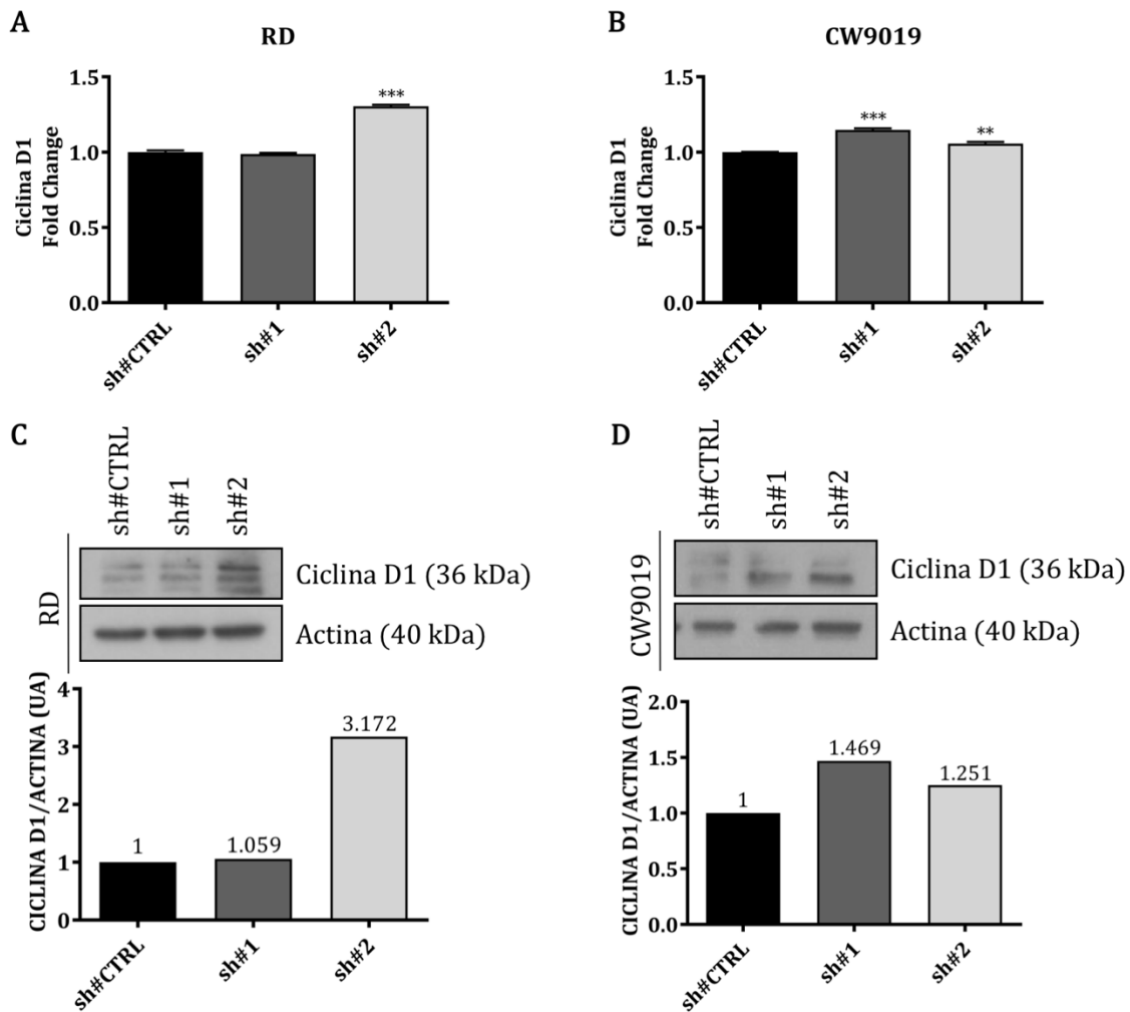 A
RD
Ciclina D1
Fold Change
1.5
1.0
0.5
0.0
***
sh#CTRL
sh#1
sh#2
B
CW9019
Ciclina D1
Fold Change
1.5
1.0
0.5
0.0
***
**
sh#CTRL
sh#1
sh#2
C
sh#CTRL
sh#1
sh#2
RD
Ciclina D1 (36 kDa)
Actina (40 kDa)
CICLINA D1/ACTINA (UA)
4
3
2
1
0
1
1.059
3.172
sh#CTRL
sh#1
sh#2
D
sh#CTRL
sh#1
sh#2
CW9019
Ciclina D1 (36 kDa)
Actina (40 kDa)
CICLINA D1/ACTINA (UA)
2.0
1.5
1.0
0.5
0.0
1
1.469
1.251
sh#CTRL
sh#1
sh#2